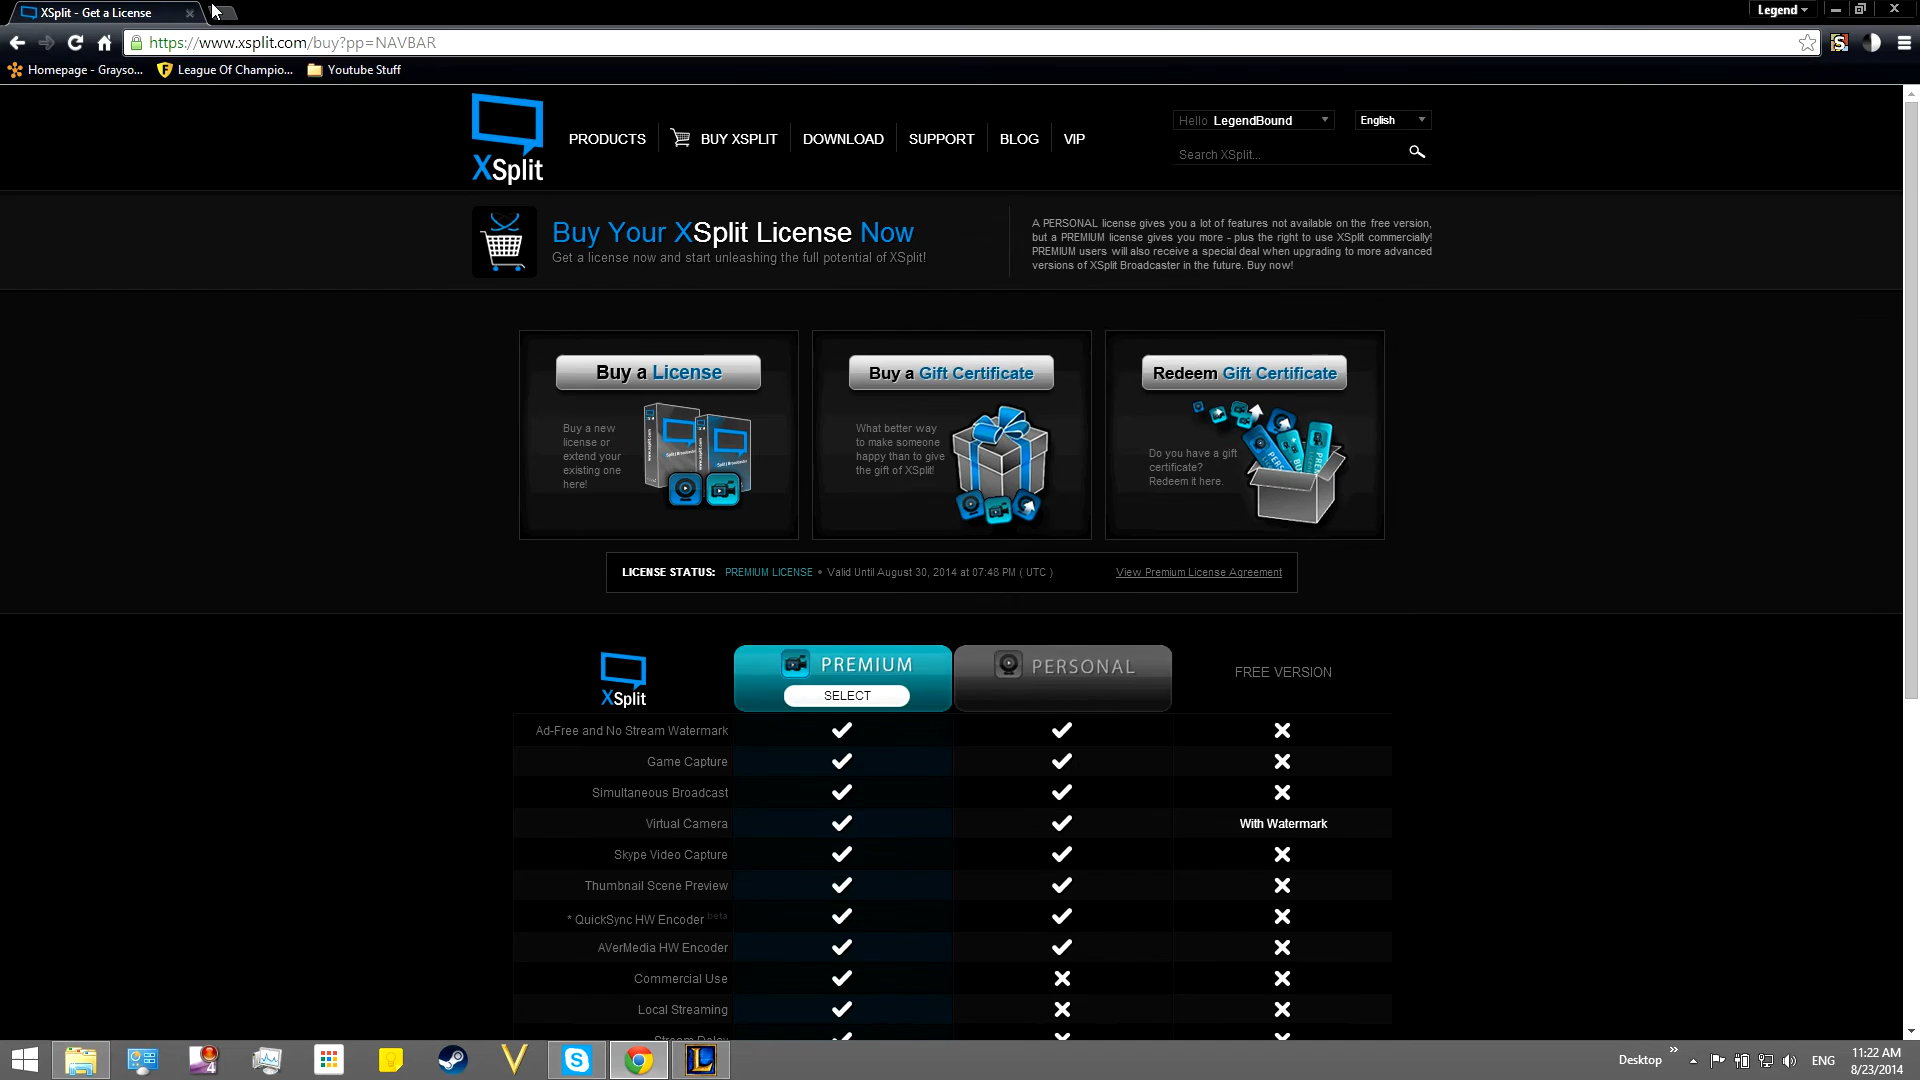 XSplit - Get a License
Legend
https://www.xsplit.com/buy?pp=NAVBAR
Homepage - Grayso...
League Of Champio...
Youtube Stuff
XSplit
PRODUCTS
BUY XSPLIT
DOWNLOAD
SUPPORT
BLOG
VIP
Hello LegendBound
English
Search XSplit...
Buy Your XSplit License Now
Get a license now and start unleashing the full potential of XSplit!
A PERSONAL license gives you a lot of features not available on the free version,
but a PREMIUM license gives you more - plus the right to use XSplit commercially!
PREMIUM users will also receive a special deal when upgrading to more advanced
versions of XSplit Broadcaster in the future. Buy now!
Buy a License
Buy a new
license or
extend your
existing one
here!
Buy a Gift Certificate
What better way
to make someone
happy than to give
the gift of XSplit!
Redeem Gift Certificate
Do you have a gift
certificate?
Redeem it here.
LICENSE STATUS: PREMIUM LICENSE • Valid Until August 30, 2014 at 07:48 PM ( UTC )
View Premium License Agreement
XSplit
PREMIUM
SELECT
PERSONAL
FREE VERSION
Ad-Free and No Stream Watermark
Game Capture
Simultaneous Broadcast
Virtual Camera
With Watermark
Skype Video Capture
Thumbnail Scene Preview
* QuickSync HW Encoder beta
AVerMedia HW Encoder
Commercial Use
Local Streaming
Stream Delay
Desktop
ENG
11:22 AM
8/23/2014